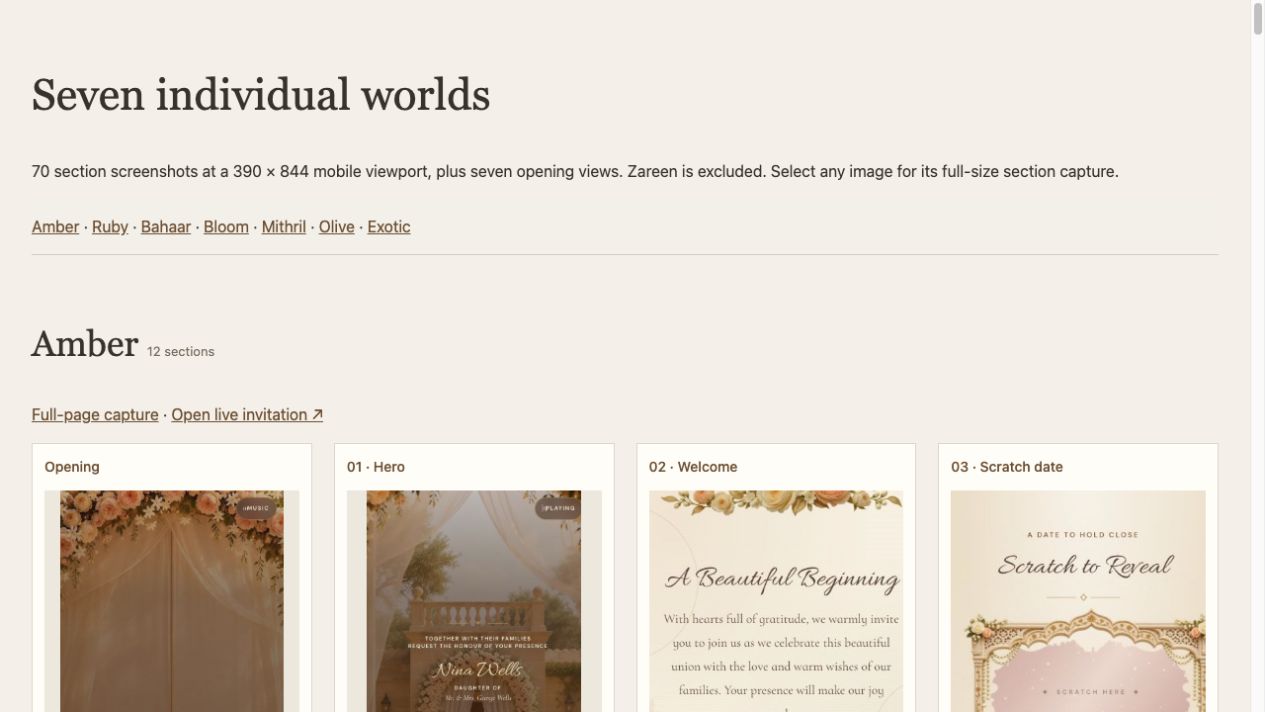 Seven individual worlds
70 section screenshots at a 390 × 844 mobile viewport, plus seven opening views. Zareen is excluded. Select any image for its full-size section capture.
Amber · Ruby · Bahaar · Bloom · Mithril · Olive · Exotic
Amber 12 sections
Full-page capture · Open live invitation ↗
Opening
MUSIC
01 · Hero
PLAYING
TOGETHER WITH THEIR FAMILIES
REQUEST THE HONOUR OF YOUR PRESENCE
Nina Wells
DAUGHTER OF
Mr. & Mrs. George Wells
02 · Welcome
A Beautiful Beginning
With hearts full of gratitude, we warmly invite
you to join us as we celebrate this beautiful
union with the love and warm wishes of our
families. Your presence will make our joy
03 · Scratch date
A DATE TO HOLD CLOSE
Scratch to Reveal
SCRATCH HERE